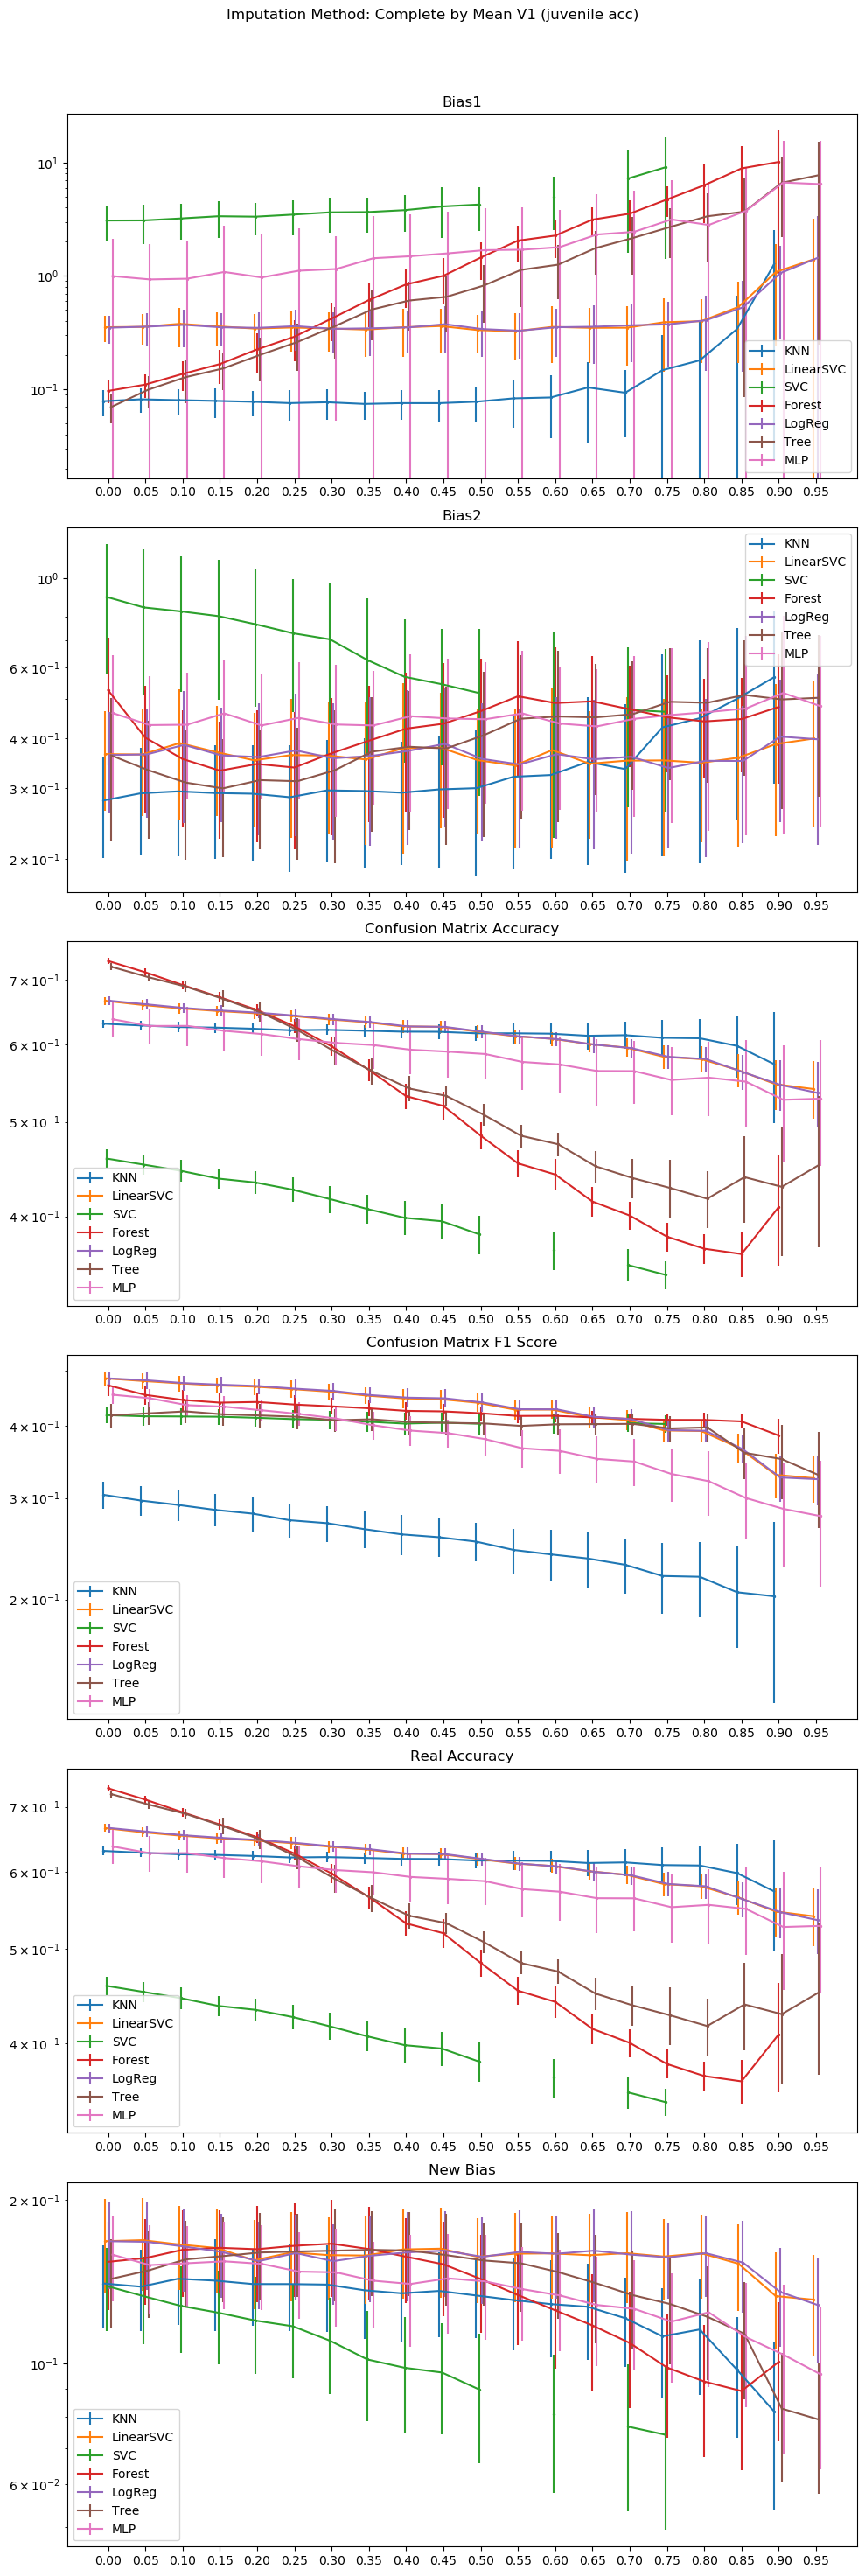 Imputation Method: Complete by Mean V1 (juvenile acc)
Bias1
10¹
10⁰
10⁻¹
KNN
LinearSVC
SVC
Forest
LogReg
Tree
MLP
0.00 0.05 0.10 0.15 0.20 0.25 0.30 0.35 0.40 0.45 0.50 0.55 0.60 0.65 0.70 0.75 0.80 0.85 0.90 0.95
Bias2
10⁰
6 × 10⁻¹
4 × 10⁻¹
3 × 10⁻¹
2 × 10⁻¹
KNN
LinearSVC
SVC
Forest
LogReg
Tree
MLP
0.00 0.05 0.10 0.15 0.20 0.25 0.30 0.35 0.40 0.45 0.50 0.55 0.60 0.65 0.70 0.75 0.80 0.85 0.90 0.95
Confusion Matrix Accuracy
7 × 10⁻¹
6 × 10⁻¹
5 × 10⁻¹
4 × 10⁻¹
KNN
LinearSVC
SVC
Forest
LogReg
Tree
MLP
0.00 0.05 0.10 0.15 0.20 0.25 0.30 0.35 0.40 0.45 0.50 0.55 0.60 0.65 0.70 0.75 0.80 0.85 0.90 0.95
Confusion Matrix F1 Score
4 × 10⁻¹
3 × 10⁻¹
2 × 10⁻¹
KNN
LinearSVC
SVC
Forest
LogReg
Tree
MLP
0.00 0.05 0.10 0.15 0.20 0.25 0.30 0.35 0.40 0.45 0.50 0.55 0.60 0.65 0.70 0.75 0.80 0.85 0.90 0.95
Real Accuracy
7 × 10⁻¹
6 × 10⁻¹
5 × 10⁻¹
4 × 10⁻¹
KNN
LinearSVC
SVC
Forest
LogReg
Tree
MLP
0.00 0.05 0.10 0.15 0.20 0.25 0.30 0.35 0.40 0.45 0.50 0.55 0.60 0.65 0.70 0.75 0.80 0.85 0.90 0.95
New Bias
2 × 10⁻¹
10⁻¹
6 × 10⁻²
KNN
LinearSVC
SVC
Forest
LogReg
Tree
MLP
0.00 0.05 0.10 0.15 0.20 0.25 0.30 0.35 0.40 0.45 0.50 0.55 0.60 0.65 0.70 0.75 0.80 0.85 0.90 0.95